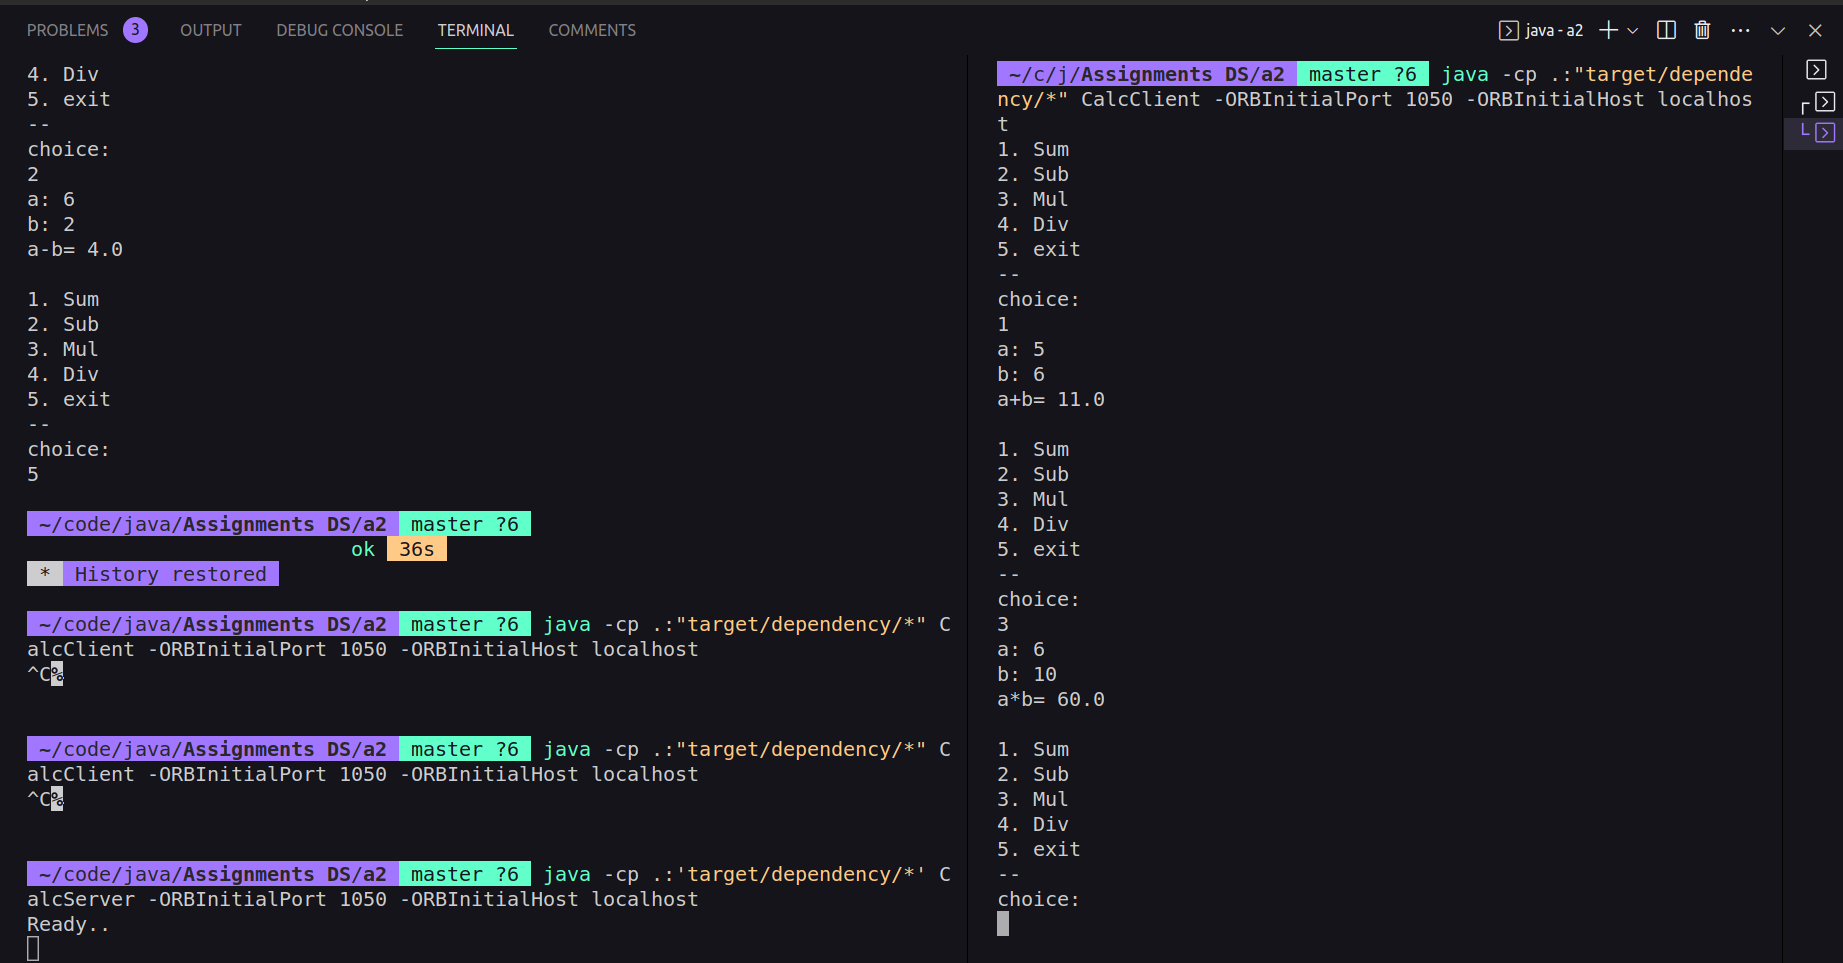 PROBLEMS 3 OUTPUT DEBUG CONSOLE TERMINAL COMMENTS java - a2
4. Div
5. exit
--
choice:
2
a: 6
b: 2
a-b= 4.0
1. Sum
2. Sub
3. Mul
4. Div
5. exit
--
choice:
5
~/code/java/Assignments DS/a2 master ?6
ok 36s
* History restored
~/code/java/Assignments DS/a2 master ?6 java -cp .:"target/dependency/*" C
alcClient -ORBInitialPort 1050 -ORBInitialHost localhost
^C%
~/code/java/Assignments DS/a2 master ?6 java -cp .:"target/dependency/*" C
alcClient -ORBInitialPort 1050 -ORBInitialHost localhost
^C%
~/code/java/Assignments DS/a2 master ?6 java -cp .:'target/dependency/*' C
alcServer -ORBInitialPort 1050 -ORBInitialHost localhost
Ready..
~/c/j/Assignments DS/a2 master ?6 java -cp .:"target/depende
ncy/*" CalcClient -ORBInitialPort 1050 -ORBInitialHost localhos
t
1. Sum
2. Sub
3. Mul
4. Div
5. exit
--
choice:
1
a: 5
b: 6
a+b= 11.0
1. Sum
2. Sub
3. Mul
4. Div
5. exit
--
choice:
3
a: 6
b: 10
a*b= 60.0
1. Sum
2. Sub
3. Mul
4. Div
5. exit
--
choice: